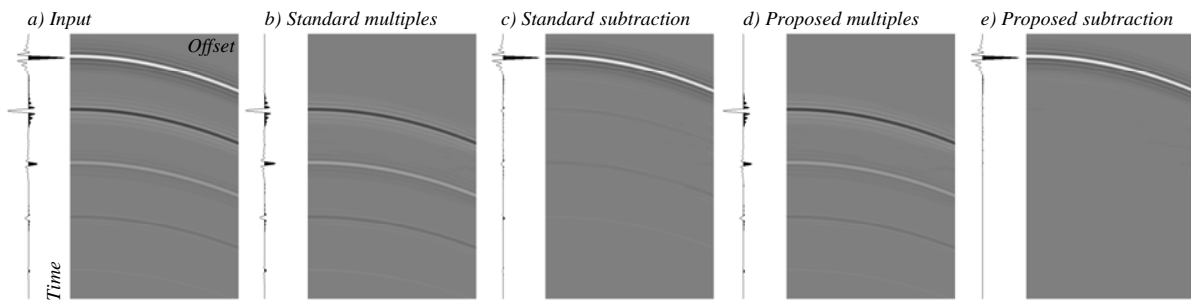 a) Input
b) Standard multiples
c) Standard subtraction
d) Proposed multiples
e) Proposed subtraction
Offset
Time